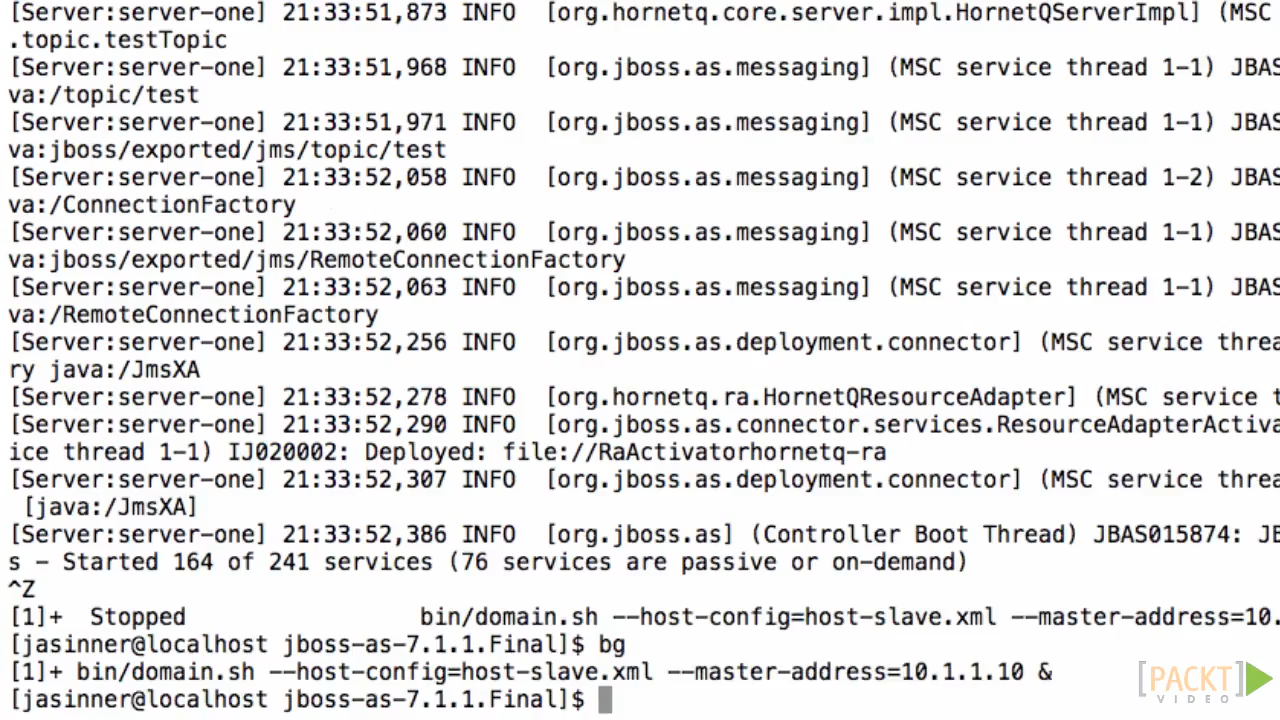 [Server:server-one] 21:33:51,873 INFO  [org.hornetq.core.server.impl.HornetQServerImpl] (MSC
.topic.testTopic
[Server:server-one] 21:33:51,968 INFO  [org.jboss.as.messaging] (MSC service thread 1-1) JBAS
va:/topic/test
[Server:server-one] 21:33:51,971 INFO  [org.jboss.as.messaging] (MSC service thread 1-1) JBAS
va:jboss/exported/jms/topic/test
[Server:server-one] 21:33:52,058 INFO  [org.jboss.as.messaging] (MSC service thread 1-2) JBAS
va:/ConnectionFactory
[Server:server-one] 21:33:52,060 INFO  [org.jboss.as.messaging] (MSC service thread 1-1) JBAS
va:jboss/exported/jms/RemoteConnectionFactory
[Server:server-one] 21:33:52,063 INFO  [org.jboss.as.messaging] (MSC service thread 1-1) JBAS
va:/RemoteConnectionFactory
[Server:server-one] 21:33:52,256 INFO  [org.jboss.as.deployment.connector] (MSC service threa
ry java:/JmsXA
[Server:server-one] 21:33:52,278 INFO  [org.hornetq.ra.HornetQResourceAdapter] (MSC service t
[Server:server-one] 21:33:52,290 INFO  [org.jboss.as.connector.services.ResourceAdapterActiva
ice thread 1-1) IJ020002: Deployed: file://RaActivatorhornetq-ra
[Server:server-one] 21:33:52,307 INFO  [org.jboss.as.deployment.connector] (MSC service threa
 [java:/JmsXA]
[Server:server-one] 21:33:52,386 INFO  [org.jboss.as] (Controller Boot Thread) JBAS015874: JB
s - Started 164 of 241 services (76 services are passive or on-demand)
^Z
[1]+  Stopped                 bin/domain.sh --host-config=host-slave.xml --master-address=10.
[jasinner@localhost jboss-as-7.1.1.Final]$ bg
[1]+ bin/domain.sh --host-config=host-slave.xml --master-address=10.1.1.10 &
[jasinner@localhost jboss-as-7.1.1.Final]$
[PACKT]
VIDEO